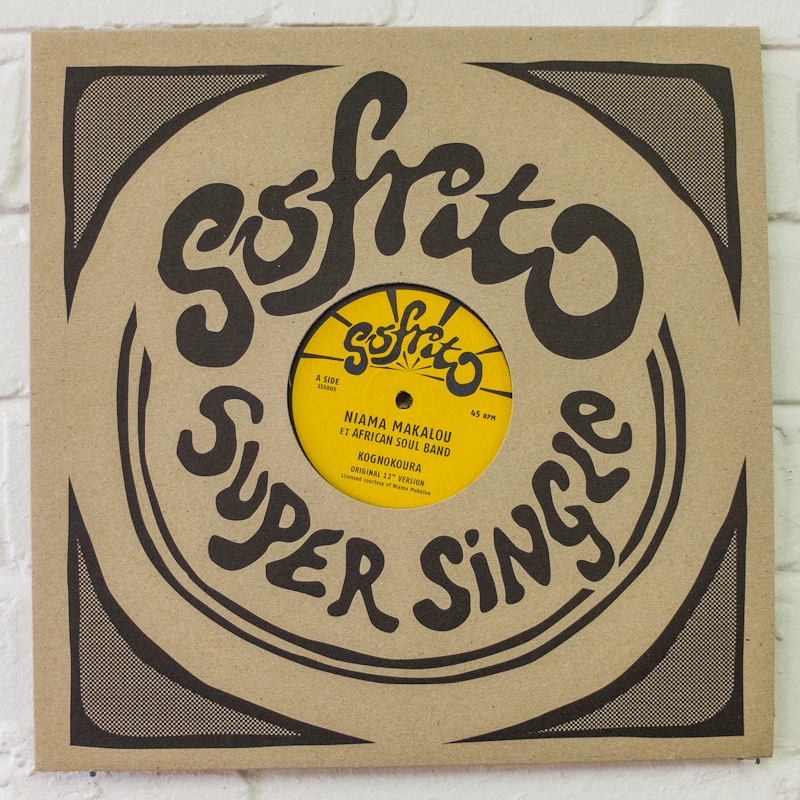 Sofrito
Sofrito
A SIDE
SSS005
45 RPM
NIAMA MAKALOU
ET AFRICAN SOUL BAND
KOGNOKOURA
ORIGINAL 12" VERSION
Licensed courtesy of Niama Makalou
SUPER SiNGle